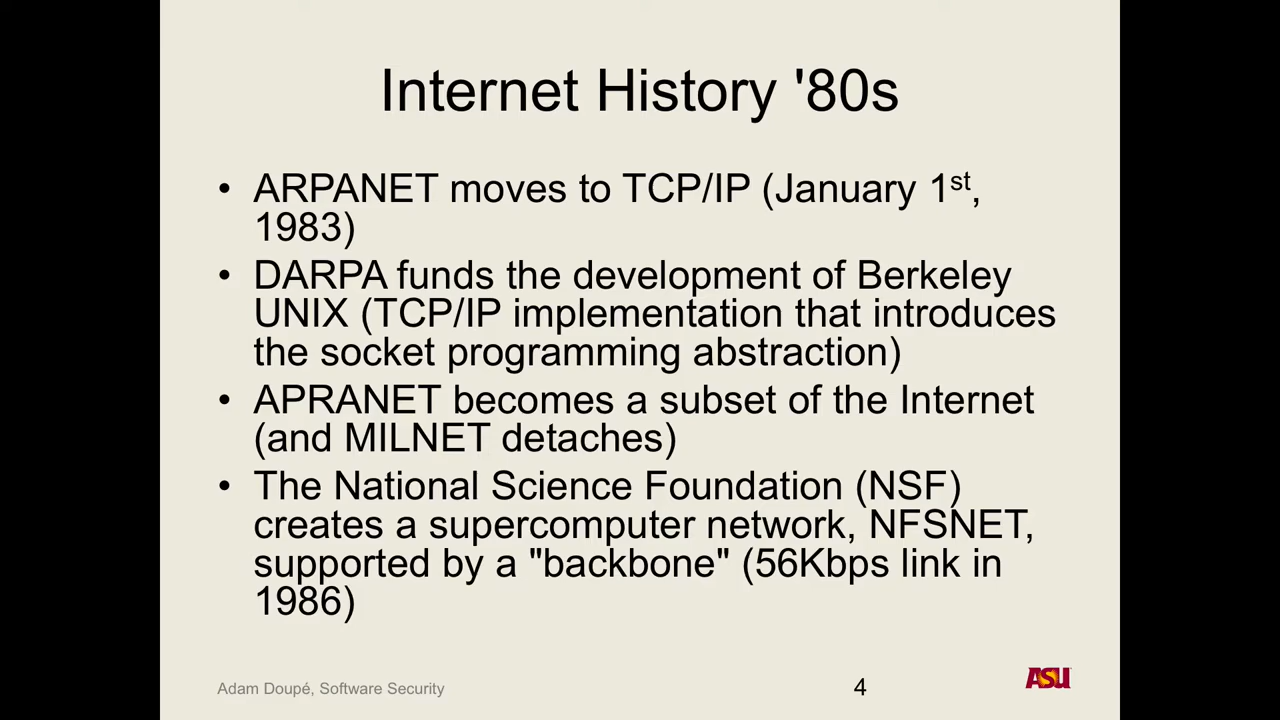 Internet History '80s
• ARPANET moves to TCP/IP (January 1st,
1983)
• DARPA funds the development of Berkeley
UNIX (TCP/IP implementation that introduces
the socket programming abstraction)
• APRANET becomes a subset of the Internet
(and MILNET detaches)
• The National Science Foundation (NSF)
creates a supercomputer network, NFSNET,
supported by a "backbone" (56Kbps link in
1986)
Adam Doupé, Software Security
4
ASU